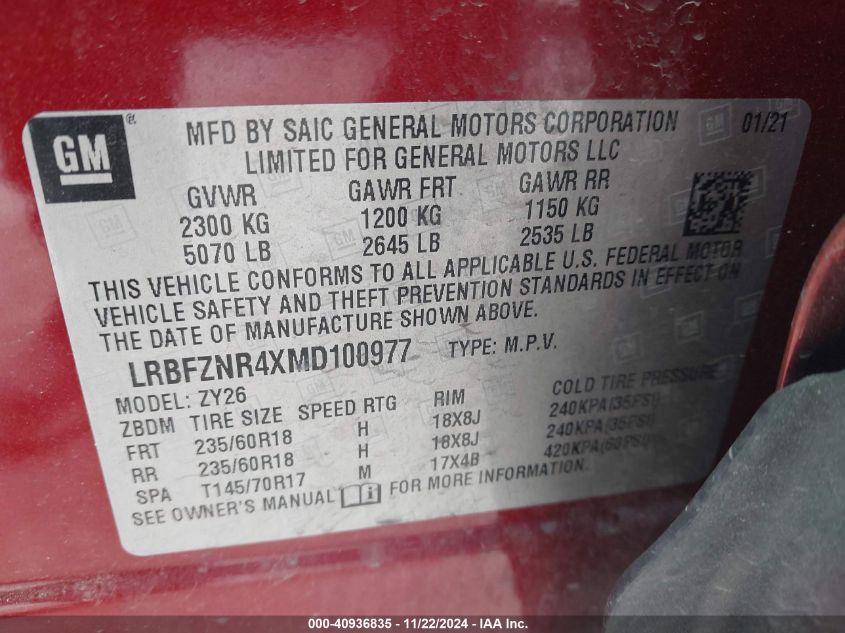 GM®
MFD BY SAIC GENERAL MOTORS CORPORATION 01/21
LIMITED FOR GENERAL MOTORS LLC
GVWR GAWR FRT GAWR RR
2300 KG 1200 KG 1150 KG
5070 LB 2645 LB 2535 LB
THIS VEHICLE CONFORMS TO ALL APPLICABLE U.S. FEDERAL MOTOR
VEHICLE SAFETY AND THEFT PREVENTION STANDARDS IN EFFECT ON
THE DATE OF MANUFACTURE SHOWN ABOVE.
LRBFZNR4XMD100977 TYPE: M.P.V.
MODEL: ZY26
ZBDM TIRE SIZE SPEED RTG RIM COLD TIRE PRESSURE
FRT 235/60R18 H 18X8J 240KPA(35PSI)
RR 235/60R18 H 18X8J 240KPA(35PSI)
SPA T145/70R17 M 17X4B 420KPA(60PSI)
SEE OWNER'S MANUAL FOR MORE INFORMATION.
000-40936835 - 11/22/2024 - IAAI.com